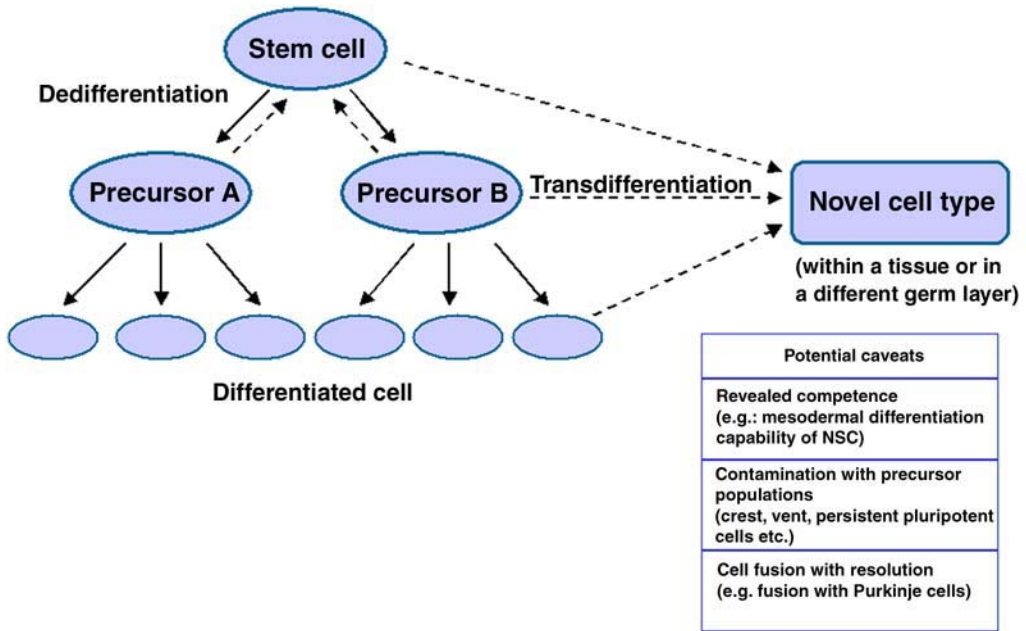 Stem cell
Dedifferentiation
Precursor A
Precursor B
Transdifferentiation
Novel cell type
(within a tissue or in
a different germ layer)
Differentiated cell
Potential caveats
Revealed competence
(e.g.: mesodermal differentiation
capability of NSC)
Contamination with precursor
populations
(crest, vent, persistent pluripotent
cells etc.)
Cell fusion with resolution
(e.g. fusion with Purkinje cells)